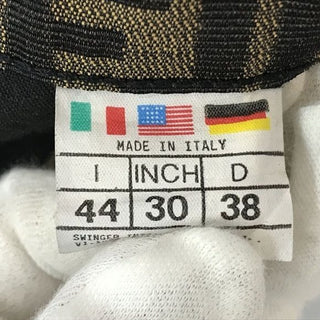 MADE IN ITALY
I INCH D
44 30 38
SWINGER